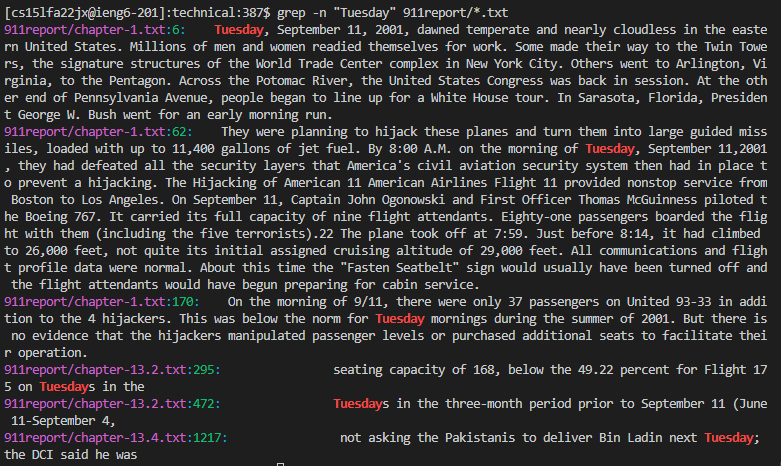 [cs15lfa22jx@ieng6-201]:technical:387$ grep -n "Tuesday" 911report/*.txt
911report/chapter-1.txt:6:    Tuesday, September 11, 2001, dawned temperate and nearly cloudless in the easte
rn United States. Millions of men and women readied themselves for work. Some made their way to the Twin Towe
rs, the signature structures of the World Trade Center complex in New York City. Others went to Arlington, Vi
rginia, to the Pentagon. Across the Potomac River, the United States Congress was back in session. At the oth
er end of Pennsylvania Avenue, people began to line up for a White House tour. In Sarasota, Florida, Presiden
t George W. Bush went for an early morning run.
911report/chapter-1.txt:62:    They were planning to hijack these planes and turn them into large guided miss
iles, loaded with up to 11,400 gallons of jet fuel. By 8:00 A.M. on the morning of Tuesday, September 11,2001
, they had defeated all the security layers that America's civil aviation security system then had in place t
o prevent a hijacking. The Hijacking of American 11 American Airlines Flight 11 provided nonstop service from
 Boston to Los Angeles. On September 11, Captain John Ogonowski and First Officer Thomas McGuinness piloted t
he Boeing 767. It carried its full capacity of nine flight attendants. Eighty-one passengers boarded the flig
ht with them (including the five terrorists).22 The plane took off at 7:59. Just before 8:14, it had climbed
to 26,000 feet, not quite its initial assigned cruising altitude of 29,000 feet. All communications and fligh
t profile data were normal. About this time the "Fasten Seatbelt" sign would usually have been turned off and
 the flight attendants would have begun preparing for cabin service.
911report/chapter-1.txt:170:    On the morning of 9/11, there were only 37 passengers on United 93-33 in addi
tion to the 4 hijackers. This was below the norm for Tuesday mornings during the summer of 2001. But there is
 no evidence that the hijackers manipulated passenger levels or purchased additional seats to facilitate thei
r operation.
911report/chapter-13.2.txt:295:                seating capacity of 168, below the 49.22 percent for Flight 17
5 on Tuesdays in the
911report/chapter-13.2.txt:472:                Tuesdays in the three-month period prior to September 11 (June
 11-September 4,
911report/chapter-13.4.txt:1217:                not asking the Pakistanis to deliver Bin Ladin next Tuesday;
the DCI said he was